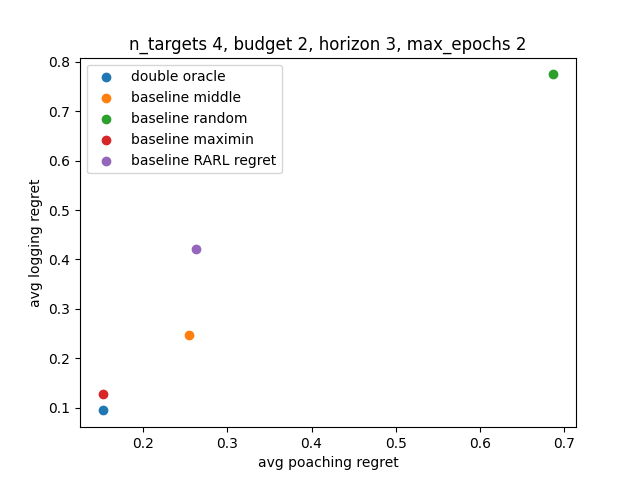 n_targets 4, budget 2, horizon 3, max_epochs 2
double oracle
baseline middle
baseline random
baseline maximin
baseline RARL regret
avg logging regret
0.8
0.7
0.6
0.5
0.4
0.3
0.2
0.1
0.2 0.3 0.4 0.5 0.6 0.7
avg poaching regret